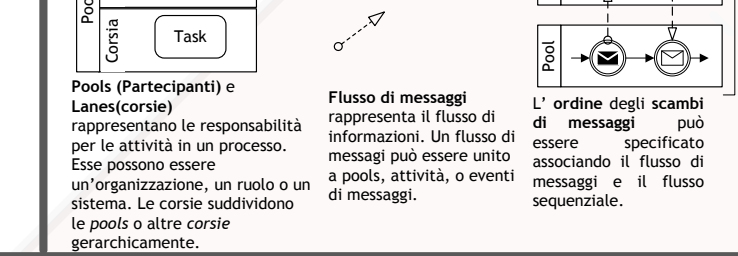 Poo
Corsia
Task
Pool
Pools (Partecipanti) e
Lanes(corsie)
rappresentano le responsabilità
per le attività in un processo.
Esse possono essere
un'organizzazione, un ruolo o un
sistema. Le corsie suddividono
le pools o altre corsie
gerarchicamente.
Flusso di messaggi
rappresenta il flusso di
informazioni. Un flusso di
messagi può essere unito
a pools, attività, o eventi
di messaggi.
L' ordine degli scambi
di messaggi può
essere specificato
associando il flusso di
messaggi e il flusso
sequenziale.